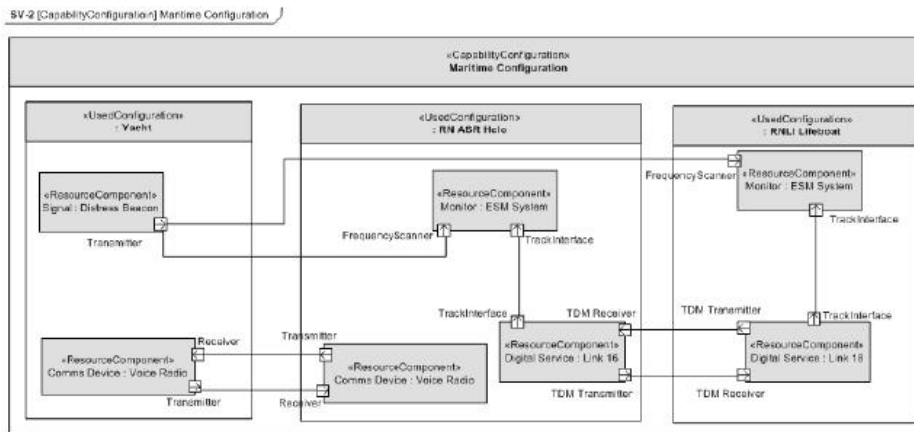 SV-2 [CapabilityConfiguratioin] Maritime Configuration
«CapabilityConfiguration»
Maritime Configuration
«UsedConfiguration»
: Yacht
«UsedConfiguration»
: RN ASR Helo
«UsedConfiguration»
: RNLI Lifeboat
«ResourceComponent»
Signal : Distress Beacon
Transmitter
«ResourceComponent»
Monitor : ESM System
FrequencyScanner
TrackInterface
FrequencyScanner
«ResourceComponent»
Monitor : ESM System
TrackInterface
TrackInterface
TDM Receiver
TDM Transmitter
TrackInterface
Receiver
Transmitter
«ResourceComponent»
Comms Device : Voice Radio
Transmitter
«ResourceComponent»
Comms Device : Voice Radio
Receiver
«ResourceComponent»
Digital Service : Link 16
TDM Transmitter
«ResourceComponent»
Digital Service : Link 18
TDM Receiver